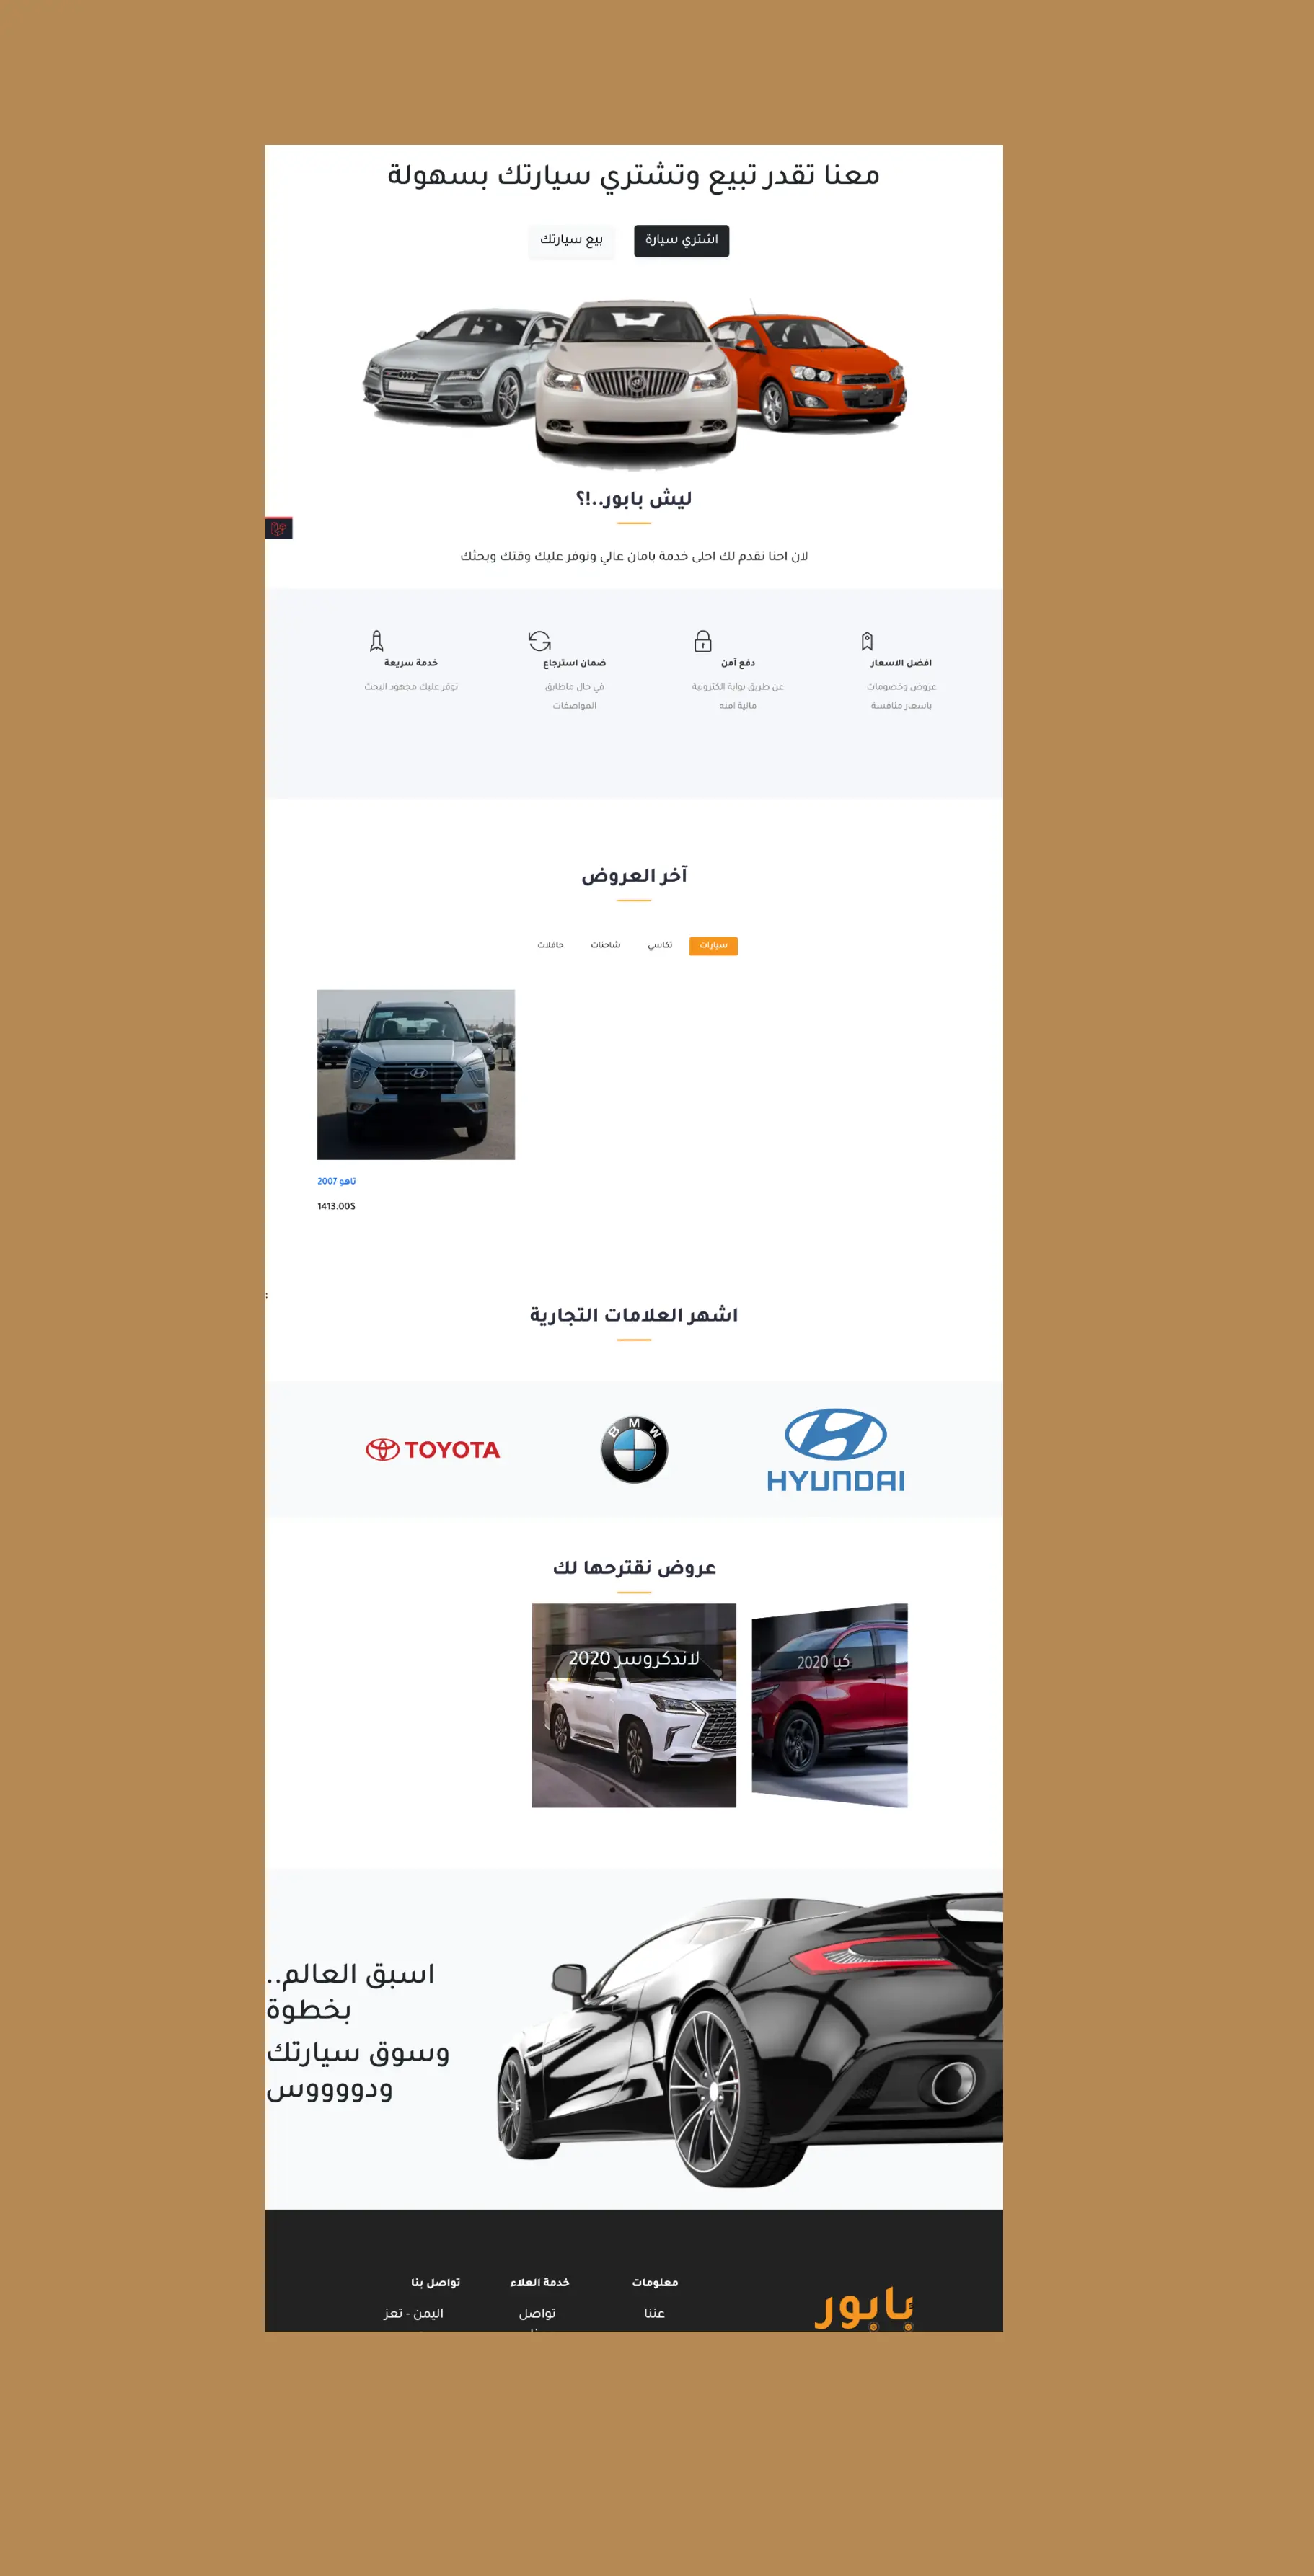 معنا تقدر تبيع وتشتري سيارتك بسهولة
اشتري سيارة
بيع سيارتك
ليش بابور..!؟
لان احنا نقدم لك احلى خدمة بامان عالي ونوفر عليك وقتك وبحثك
افضل الاسعار
عروض وخصومات
باسعار منافسة
دفع آمن
عن طريق بوابة الكترونية
مالية امنه
ضمان استرجاع
في حال ماطابق
المواصفات
خدمة سريعة
نوفر عليك مجهود البحث
آخر العروض
سيارات
تكاسي
شاحنات
حافلات
تاهو 2007
1413.00$
;
اشهر العلامات التجارية
HYUNDAI
BMW
TOYOTA
عروض نقترحها لك
كيا 2020
لاندكروسر 2020
اسبق العالم..
بخطوة
وسوق سيارتك
ودووووس
بابور
معلومات
عننا
خدمة العلاء
تواصل
تواصل بنا
اليمن - تعز